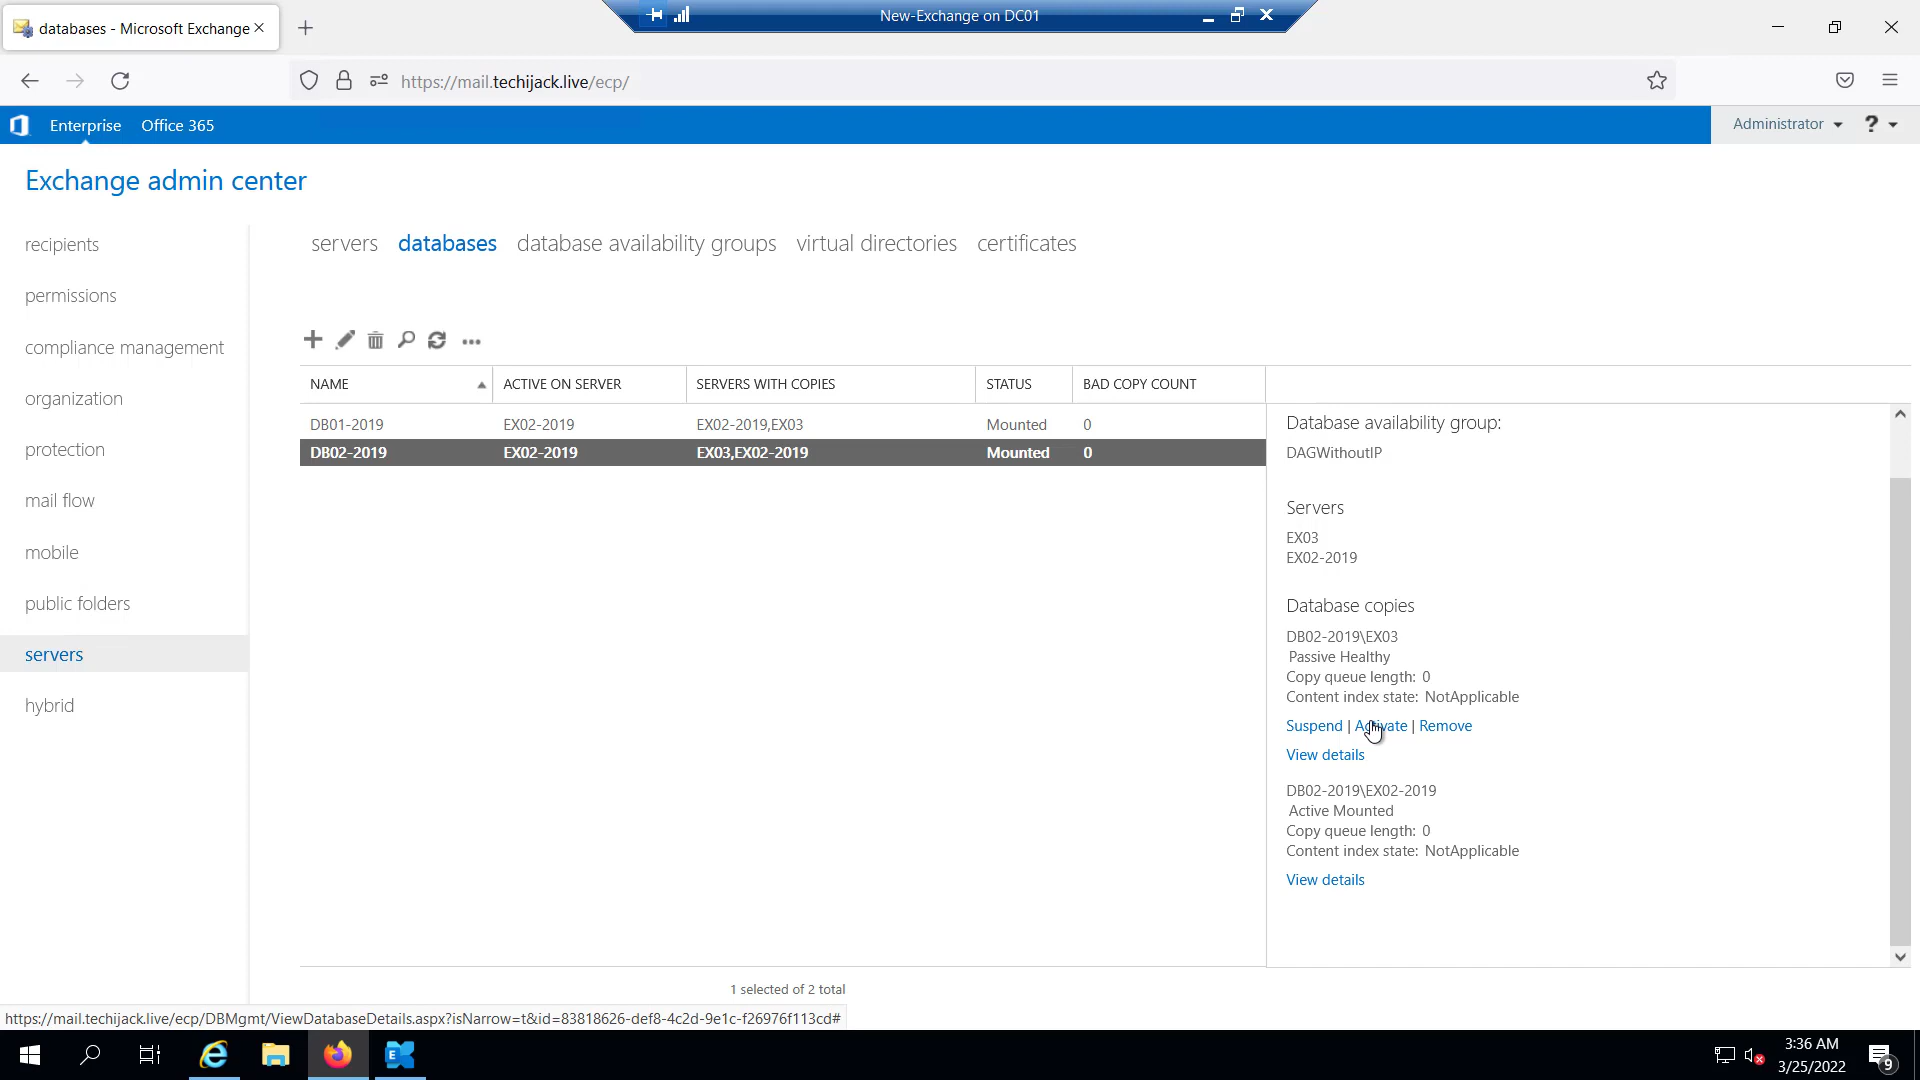 databases - Microsoft Exchange
New-Exchange on DC01
https://mail.techijack.live/ecp/
Enterprise
Office 365
Administrator
?
Exchange admin center
recipients
permissions
compliance management
organization
protection
mail flow
mobile
public folders
servers
hybrid
servers databases database availability groups virtual directories certificates
NAME ACTIVE ON SERVER SERVERS WITH COPIES STATUS BAD COPY COUNT
DB01-2019 EX02-2019 EX02-2019,EX03 Mounted 0
DB02-2019 EX02-2019 EX03,EX02-2019 Mounted 0
1 selected of 2 total
Database availability group:
DAGWithoutIP
Servers
EX03
EX02-2019
Database copies
DB02-2019\EX03
Passive Healthy
Copy queue length: 0
Content index state: NotApplicable
Suspend | Activate | Remove
View details
DB02-2019\EX02-2019
Active Mounted
Copy queue length: 0
Content index state: NotApplicable
View details
https://mail.techijack.live/ecp/DBMgmt/ViewDatabaseDetails.aspx?isNarrow=t&id=83818626-def8-4c2d-9e1c-f26976f113cd#
3:36 AM
3/25/2022
9